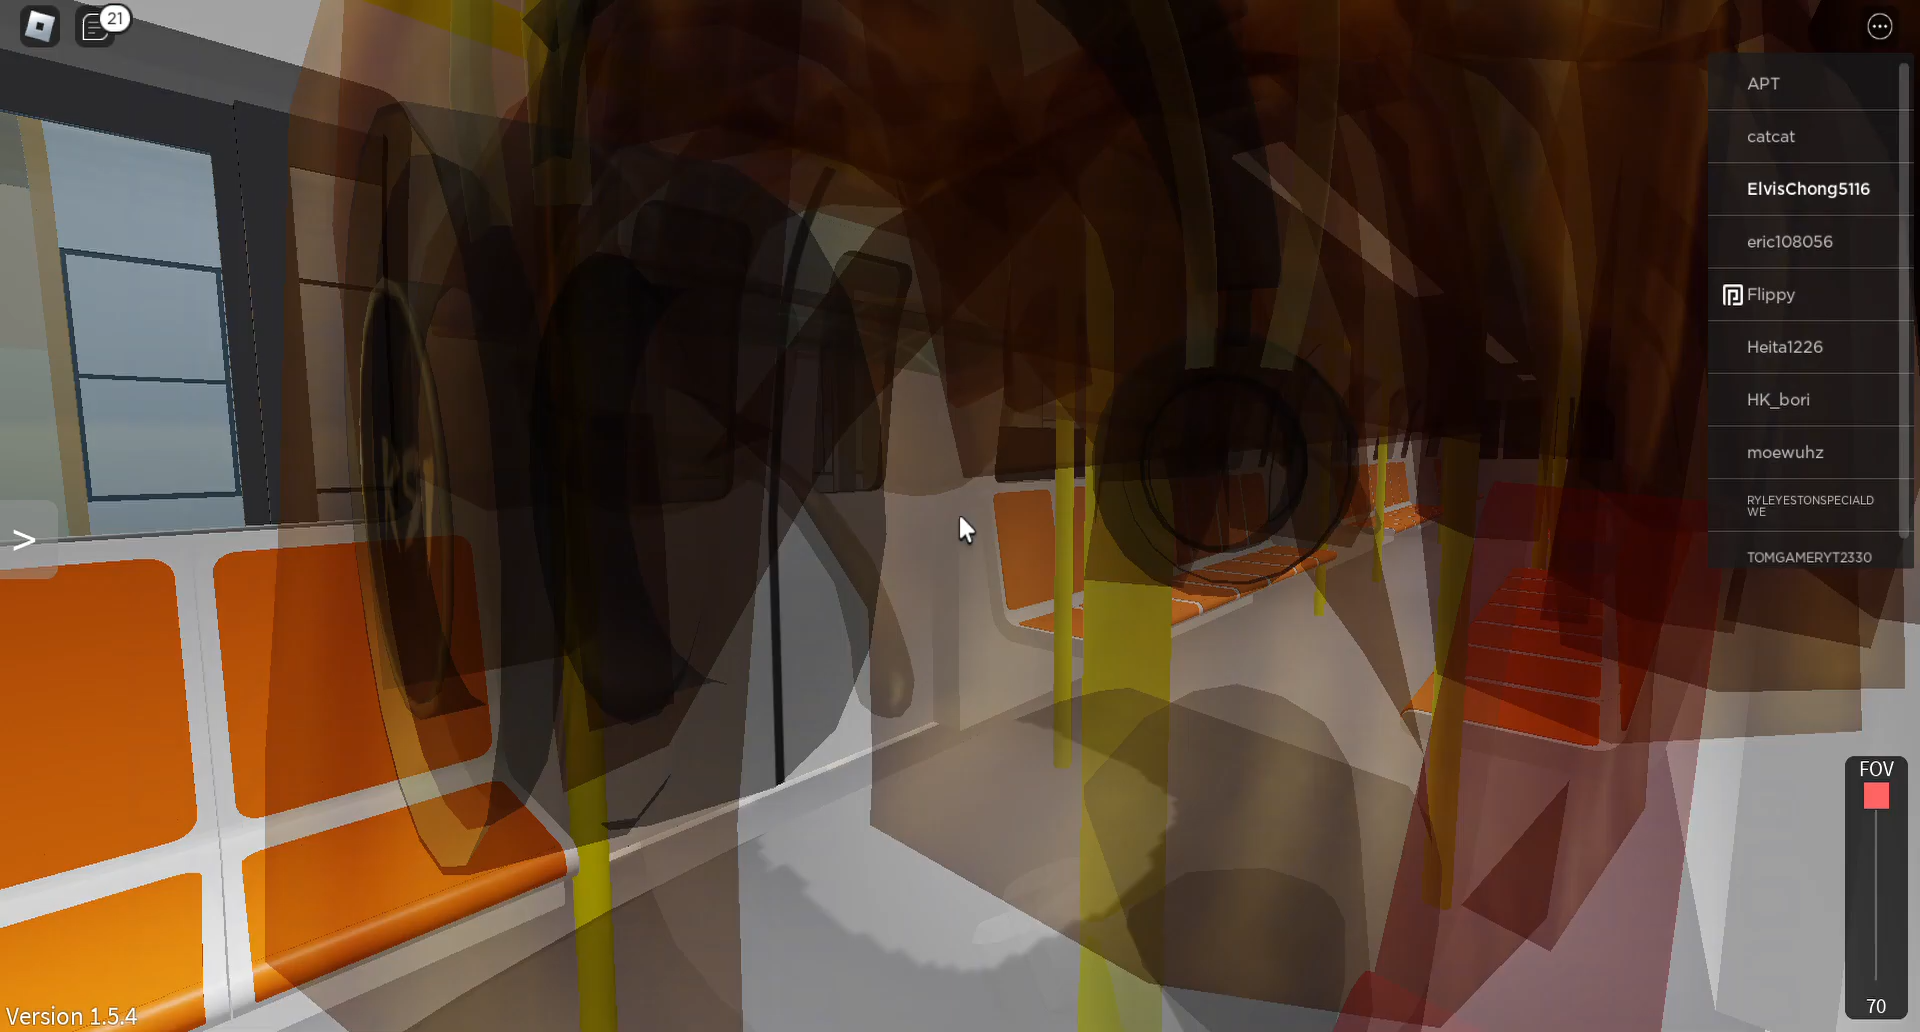 21
APT
catcat
ElvisChong5116
eric108056
Flippy
Heita1226
HK_bori
moewuhz
RYLEYESTONSPECIALD
WE
TOMGAMERYT2330
>
FOV
70
Version 1.5.4